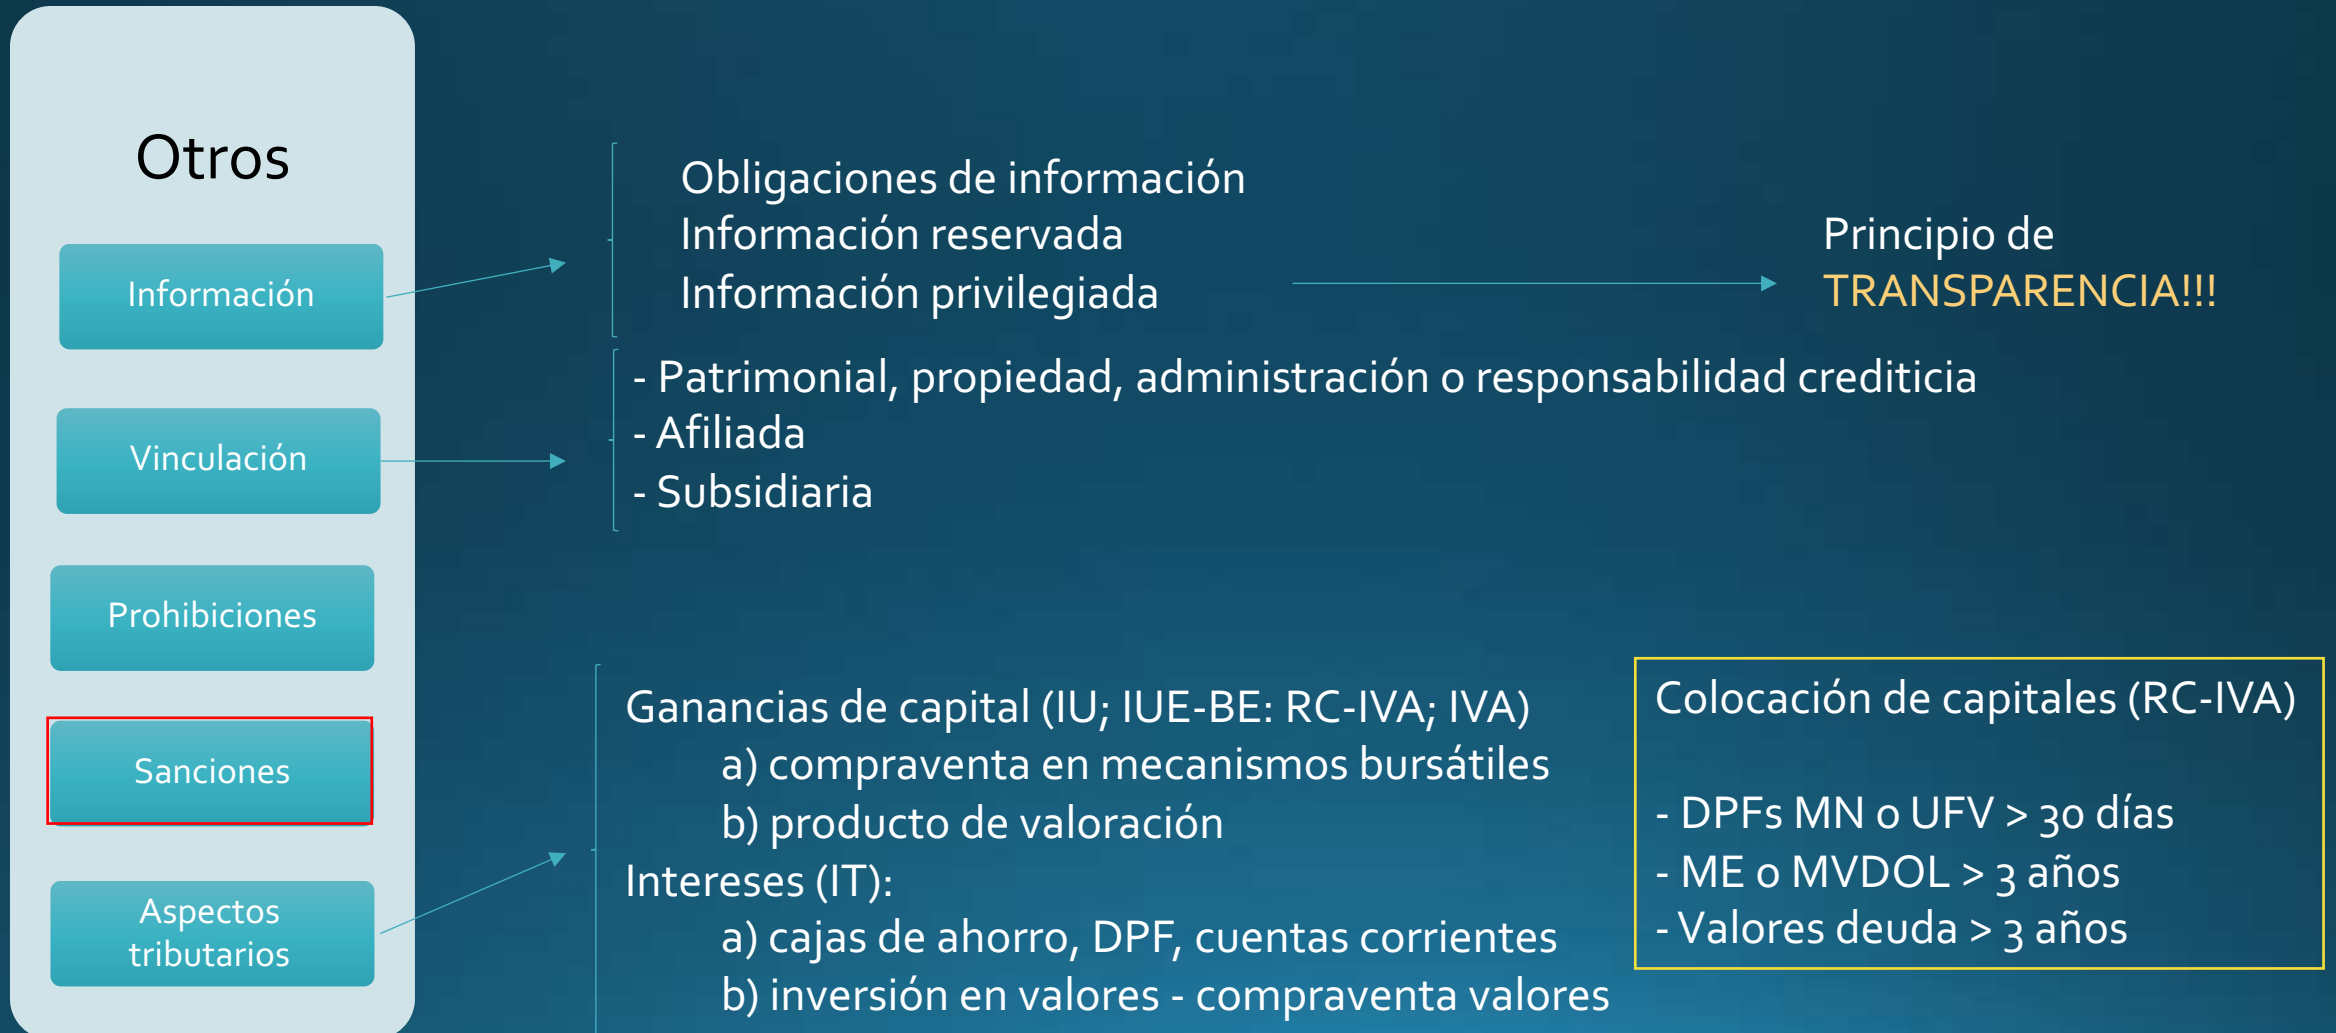 Otros
Información
Vinculación
Prohibiciones
Sanciones
Aspectos
tributarios
Obligaciones de información
Información reservada
Información privilegiada
Principio de
TRANSPARENCIA!!!
- Patrimonial, propiedad, administración o responsabilidad crediticia
- Afiliada
- Subsidiaria
Ganancias de capital (IU; IUE-BE: RC-IVA; IVA)
a) compraventa en mecanismos bursátiles
b) producto de valoración
Intereses (IT):
a) cajas de ahorro, DPF, cuentas corrientes
b) inversión en valores - compraventa valores
Colocación de capitales (RC-IVA)
- DPFs MN o UFV > 30 días
- ME o MVDOL > 3 años
- Valores deuda > 3 años